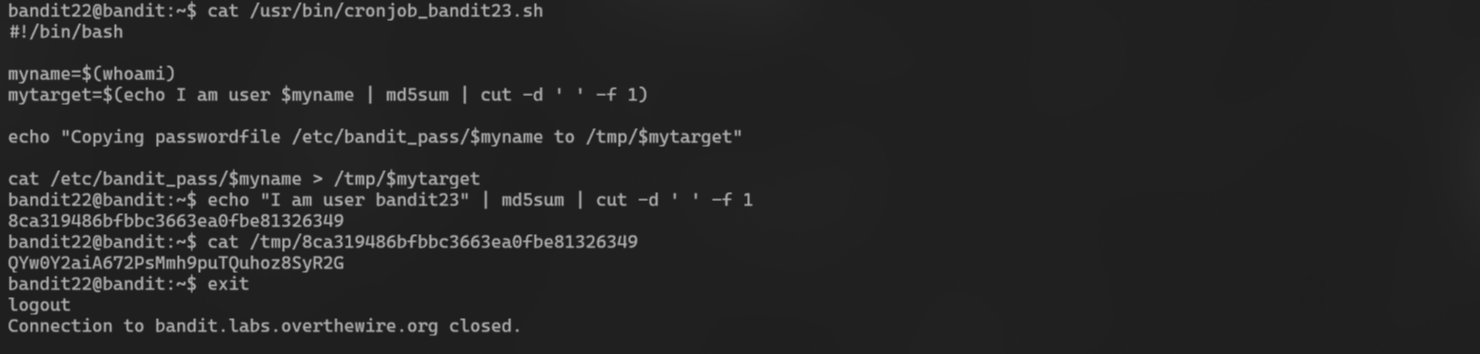 bandit22@bandit:~$ cat /usr/bin/cronjob_bandit23.sh
#!/bin/bash
myname=$(whoami)
mytarget=$(echo I am user $myname | md5sum | cut -d ' ' -f 1)
echo "Copying passwordfile /etc/bandit_pass/$myname to /tmp/$mytarget"
cat /etc/bandit_pass/$myname > /tmp/$mytarget
bandit22@bandit:~$ echo "I am user bandit23" | md5sum | cut -d ' ' -f 1
8ca319486bfbbc3663ea0fbe81326349
bandit22@bandit:~$ cat /tmp/8ca319486bfbbc3663ea0fbe81326349
QYw0Y2aiA672PsMmh9puTQuhoz8SyR2G
bandit22@bandit:~$ exit
logout
Connection to bandit.labs.overthewire.org closed.